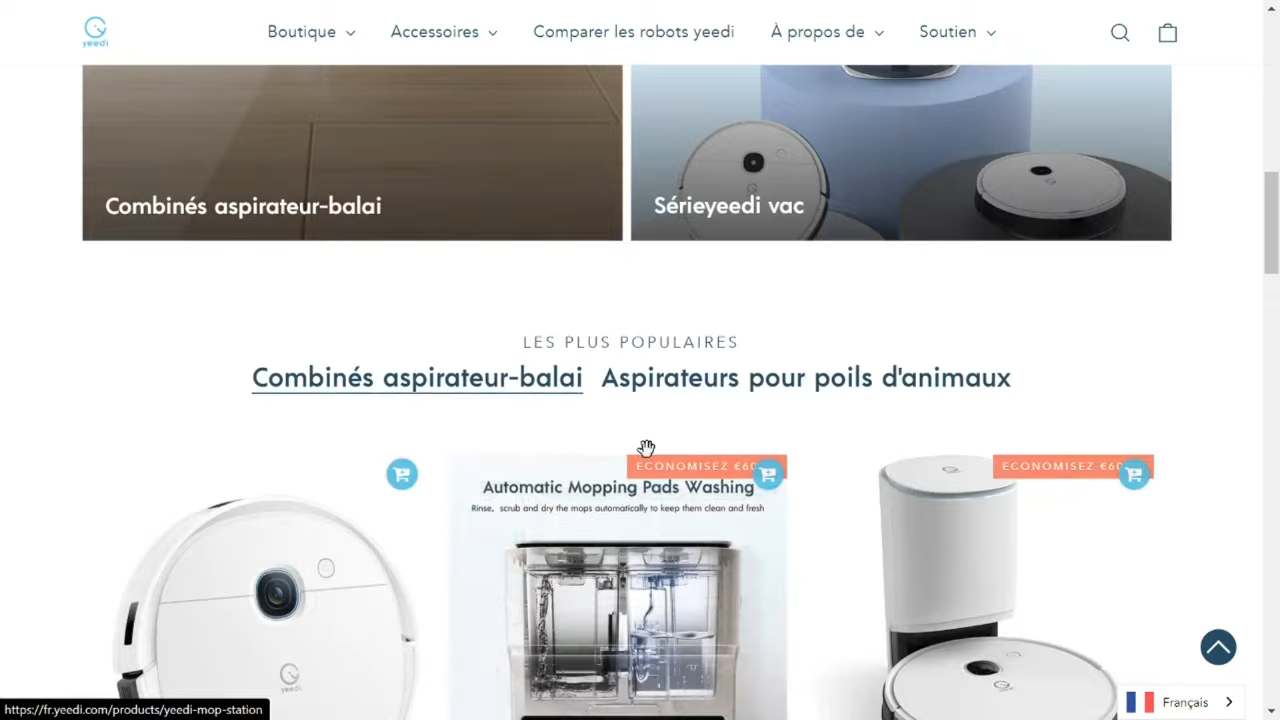 yeedi
Boutique
Accessoires
Comparer les robots yeedi
À propos de
Soutien
Combinés aspirateur-balai
Sérieyeedi vac
LES PLUS POPULAIRES
Combinés aspirateur-balai
Aspirateurs pour poils d'animaux
ECONOMISEZ €60
ECONOMISEZ €60
Automatic Mopping Pads Washing
Rinse, scrub and dry the mops automatically to keep them clean and fresh
yeedi
Français
https://fr.yeedi.com/products/yeedi-mop-station